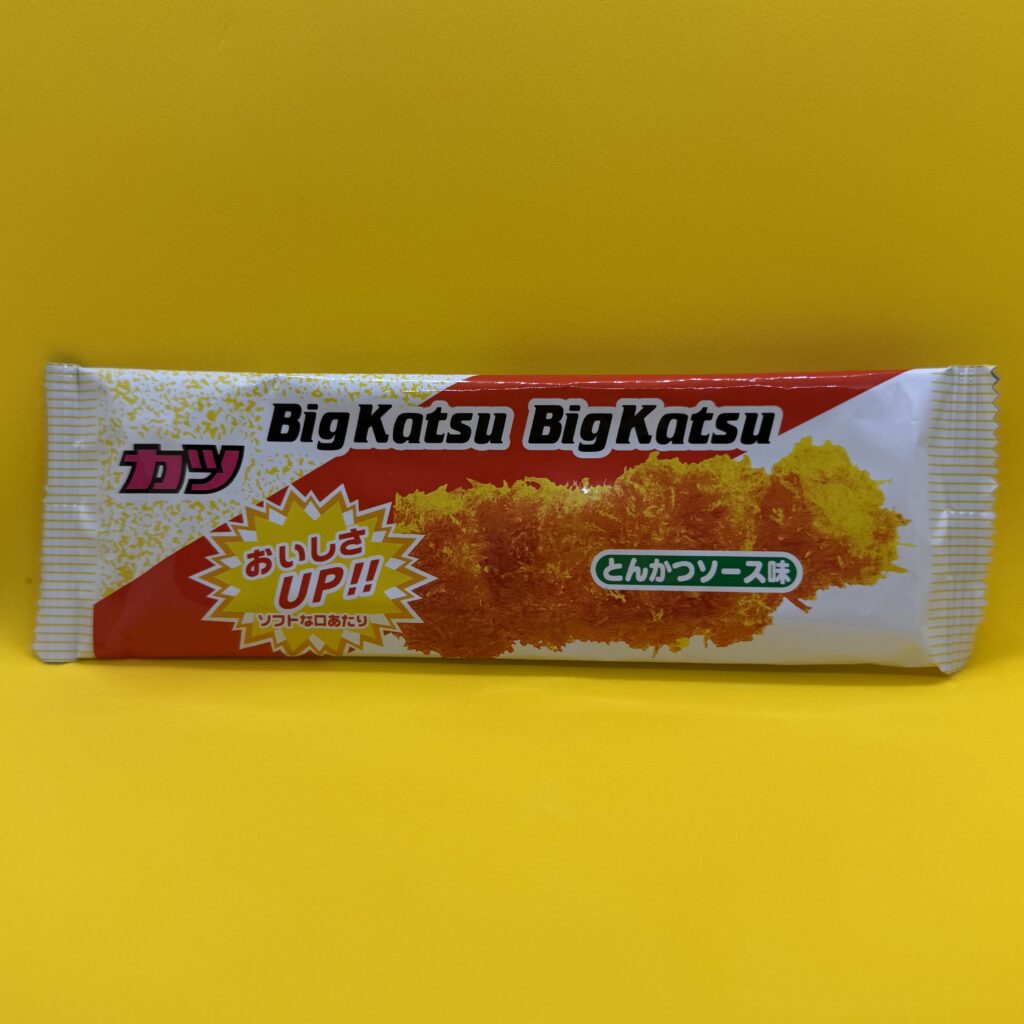 BigKatsu BigKatsu
カツ
おいしさ
UP!!
ソフトな口あたり
とんかつソース味